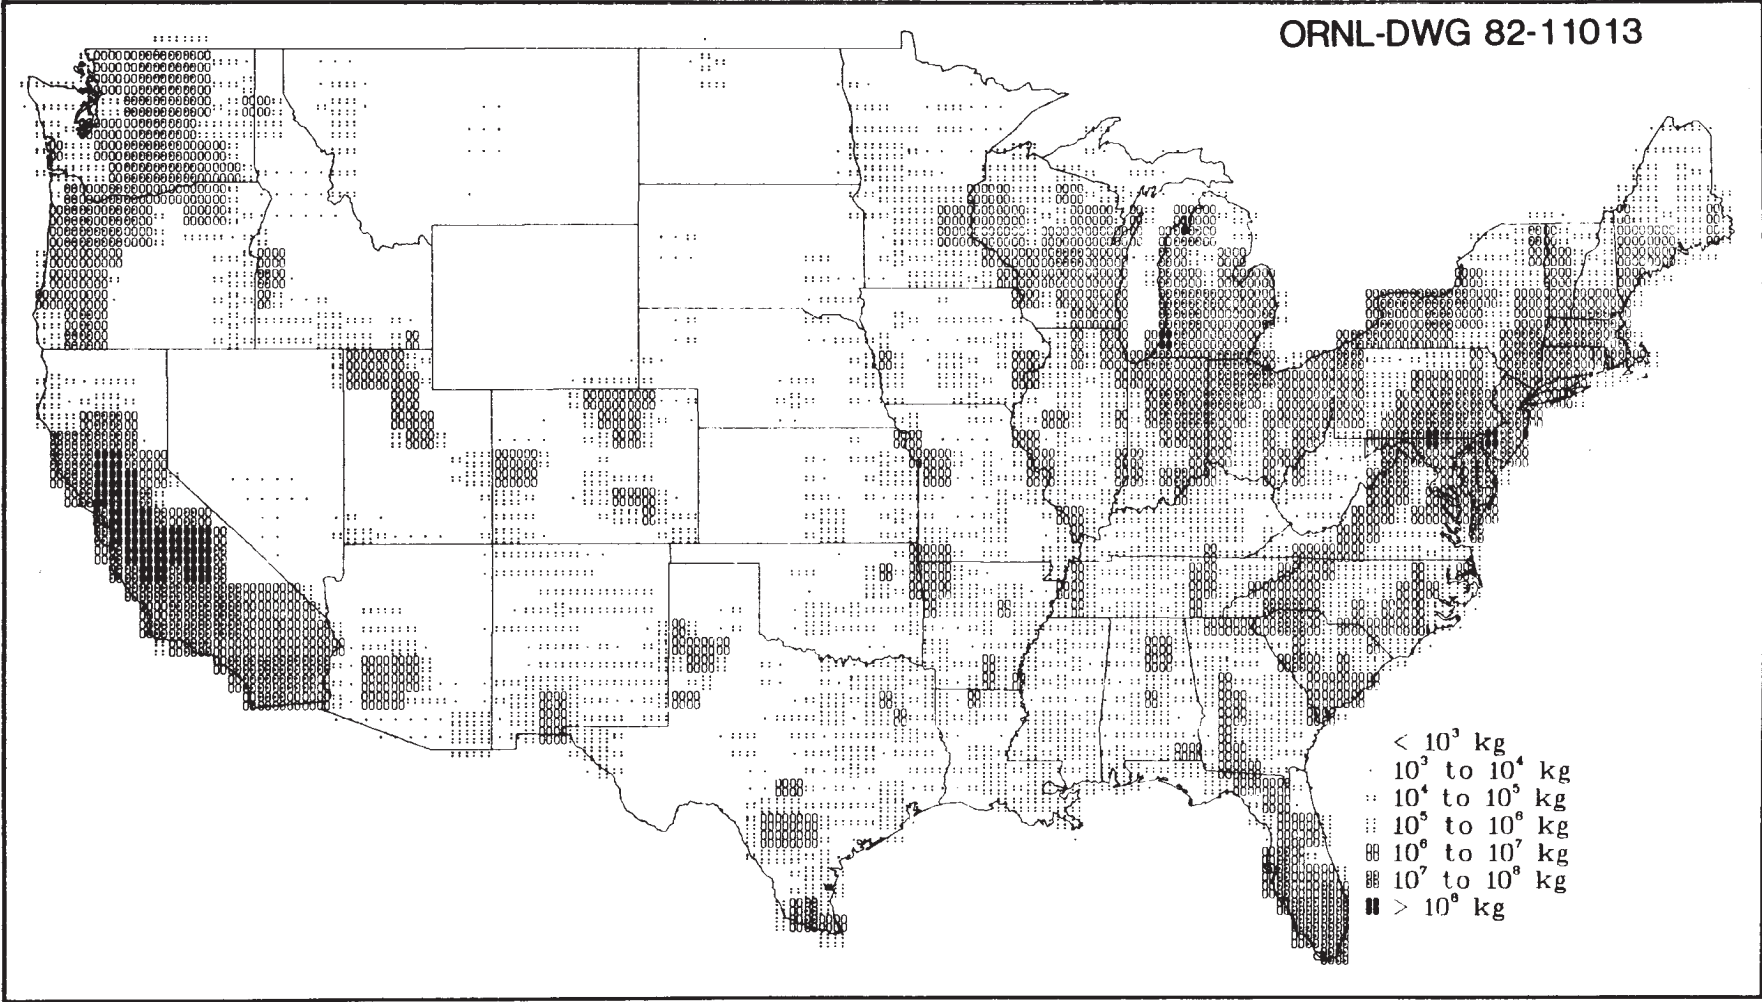 ORNL-DWG 82-11013
< 10³ kg
· 10³ to 10⁴ kg
10⁴ to 10⁵ kg
10⁵ to 10⁶ kg
10⁶ to 10⁷ kg
10⁷ to 10⁸ kg
> 10⁸ kg